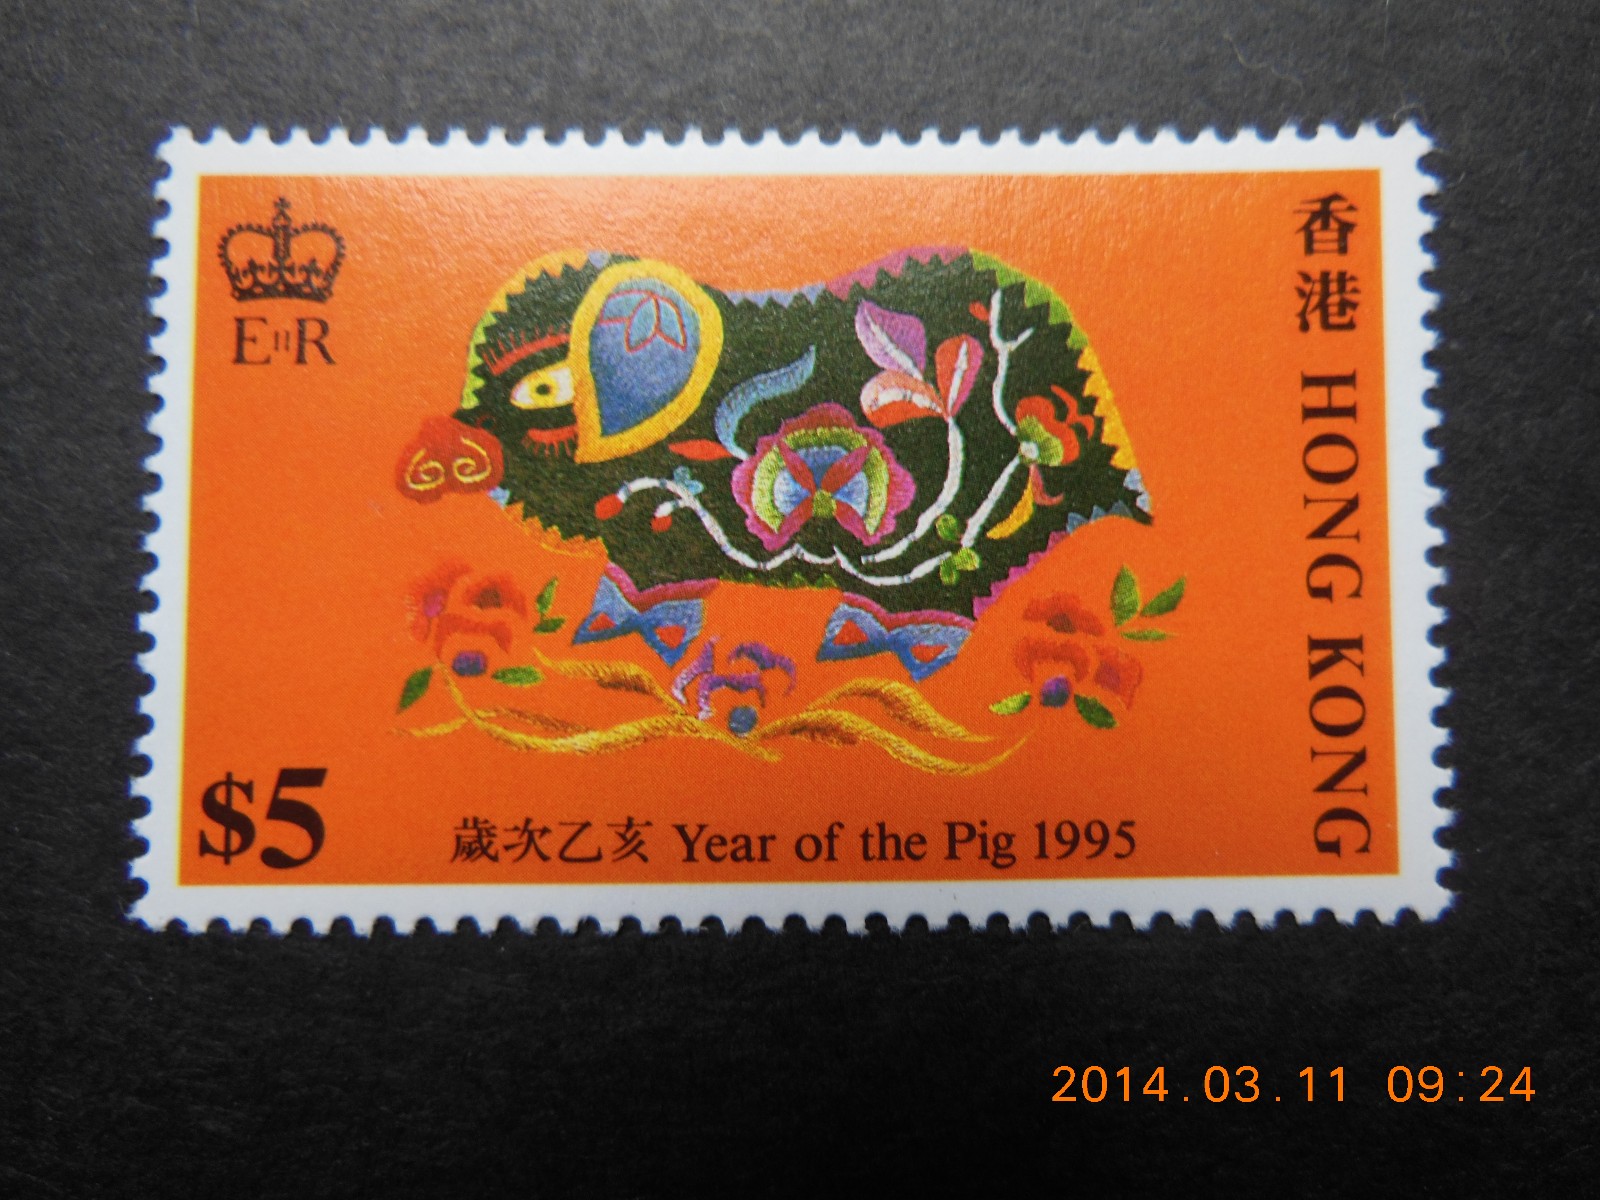 EIIR
香港 HONG KONG
$5
歲次乙亥 Year of the Pig 1995
2014.03.11 09:24